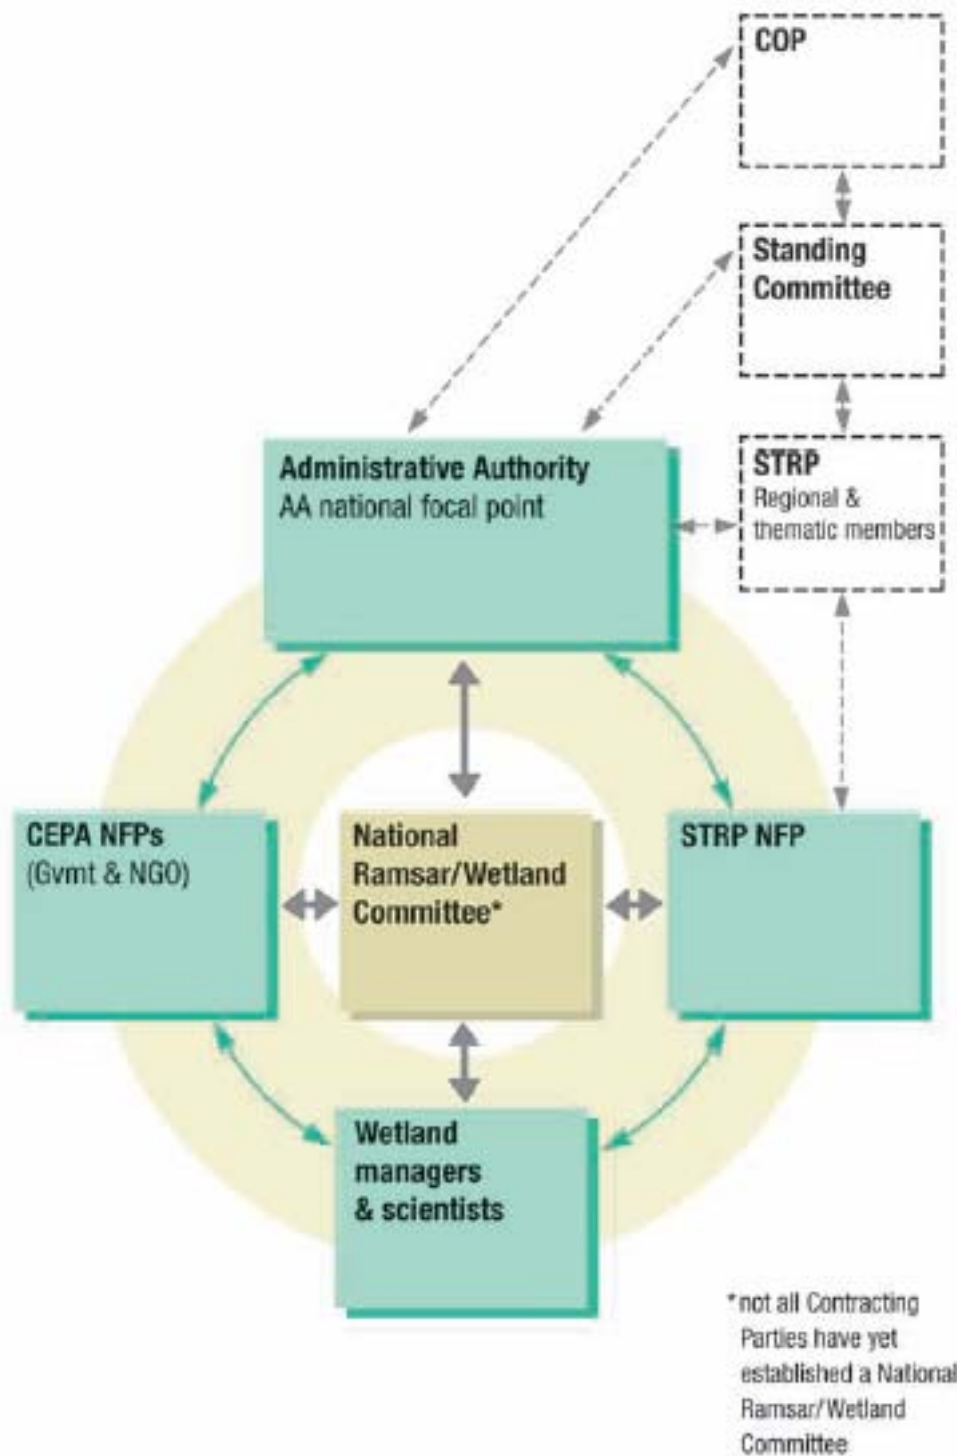 COP
Standing
Committee
STRP
Regional &
thematic members
Administrative Authority
AA national focal point
CEPA NFPs
(Gvmt & NGO)
National
Ramsar/Wetland
Committee*
STRP NFP
Wetland
managers
& scientists
*not all Contracting
Parties have yet
established a National
Ramsar/Wetland
Committee